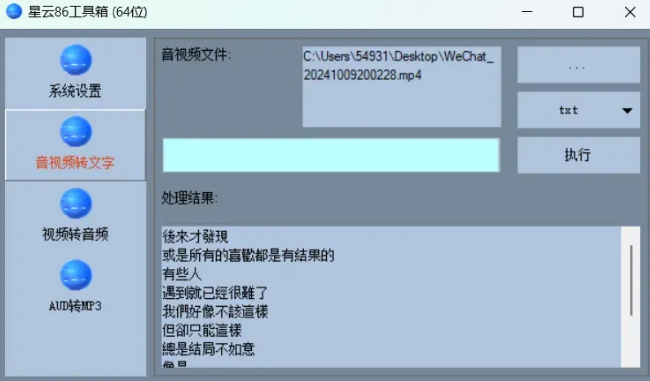 星云86工具箱 (64位)
系统设置
音视频转文字
视频转音频
AUD转MP3
音视频文件:
C:\Users\54931\Desktop\WeChat_
20241009200228.mp4
...
txt
执行
处理结果:
後來才發現
或是所有的喜歡都是有結果的
有些人
遇到就已經很難了
我們好像不該這樣
但卻只能這樣
總是结局不如意